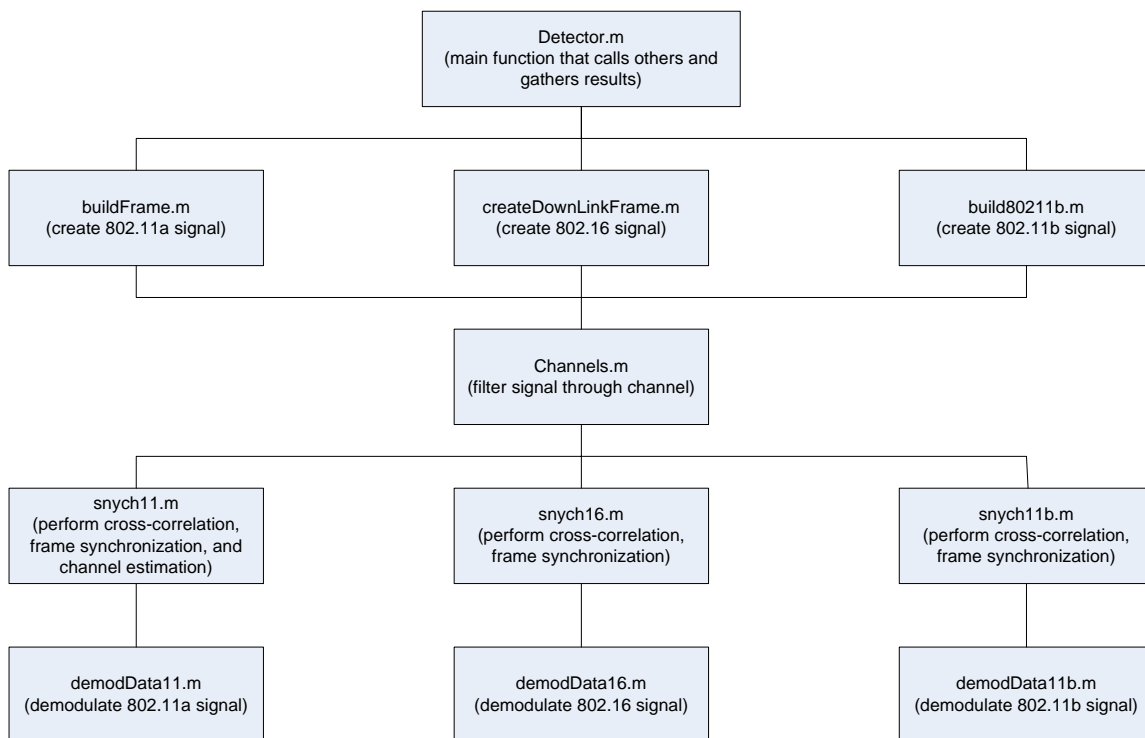 Detector.m
(main function that calls others and
gathers results)
buildFrame.m
(create 802.11a signal)
createDownLinkFrame.m
(create 802.16 signal)
build80211b.m
(create 802.11b signal)
Channels.m
(filter signal through channel)
snych11.m
(perform cross-correlation,
frame synchronization, and
channel estimation)
snych16.m
(perform cross-correlation,
frame synchronization)
snych11b.m
(perform cross-correlation,
frame synchronization)
demodData11.m
(demodulate 802.11a signal)
demodData16.m
(demodulate 802.16 signal)
demodData11b.m
(demodulate 802.11b signal)